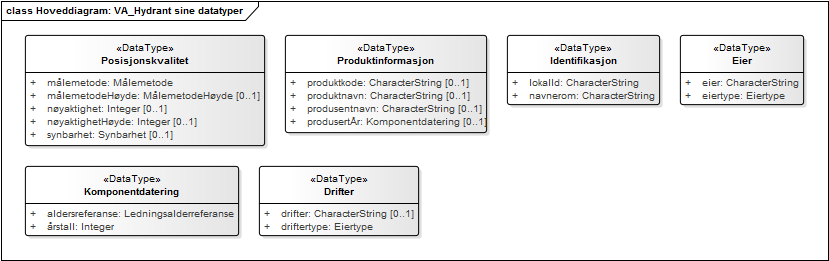 class Hoveddiagram: VA_Hydrant sine datatyper
«DataType»
Posisjonskvalitet
+ målemetode: Målemetode
+ målemetodeHøyde: MålemetodeHøyde [0..1]
+ nøyaktighet: Integer [0..1]
+ nøyaktighetHøyde: Integer [0..1]
+ synbarhet: Synbarhet [0..1]
«DataType»
Produktinformasjon
+ produktkode: CharacterString [0..1]
+ produktnavn: CharacterString [0..1]
+ produsentnavn: CharacterString [0..1]
+ produsertÅr: Komponentdatering [0..1]
«DataType»
Identifikasjon
+ lokalId: CharacterString
+ navnerom: CharacterString
«DataType»
Eier
+ eier: CharacterString
+ eiertype: Eiertype
«DataType»
Komponentdatering
+ aldersreferanse: Ledningsalderreferanse
+ årstall: Integer
«DataType»
Drifter
+ drifter: CharacterString [0..1]
+ driftertype: Eiertype